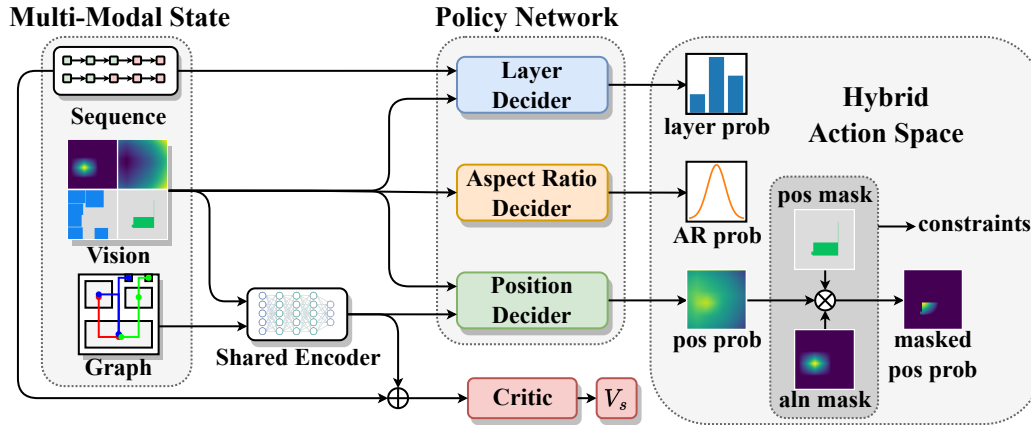 Multi-Modal State
Policy Network
Sequence
Vision
Graph
Shared Encoder
Layer
Decider
Aspect Ratio
Decider
Position
Decider
Critic
V_s
Hybrid
Action Space
layer prob
AR prob
pos prob
pos mask
aln mask
constraints
masked
pos prob